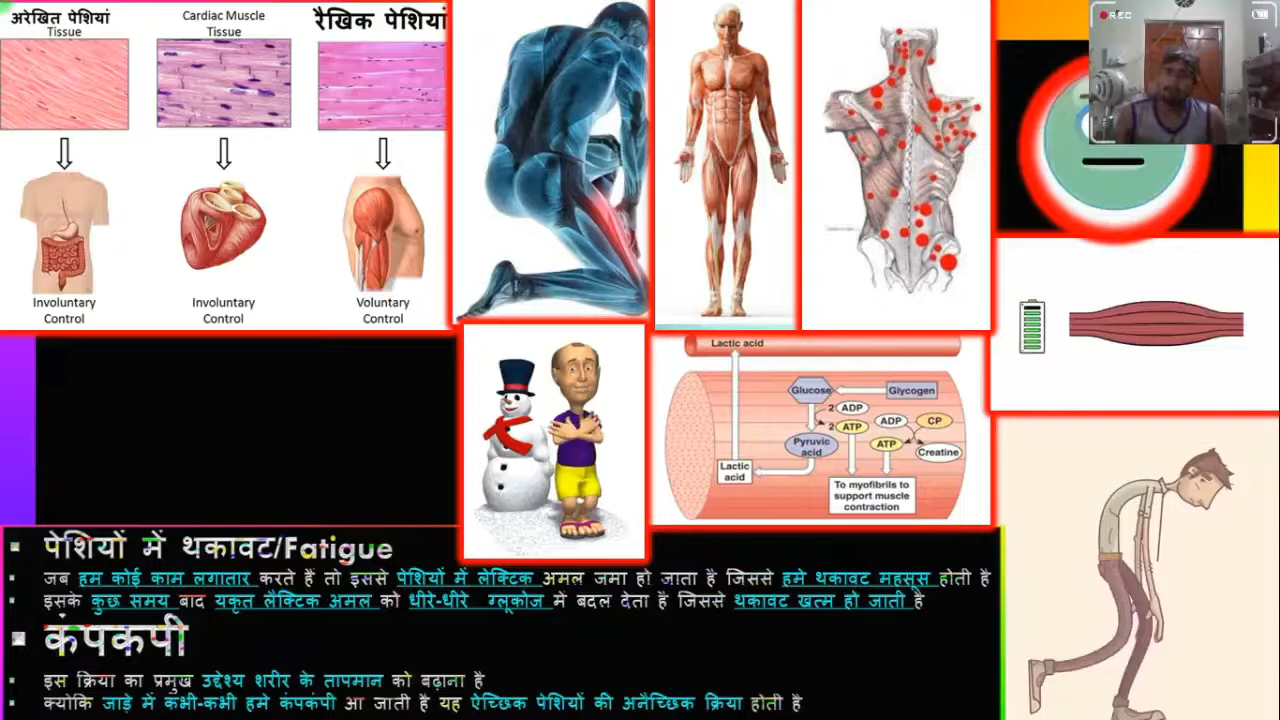 अरेखित पेशियां
Tissue
Cardiac Muscle
Tissue
रैखिक पेशियां
Involuntary
Control
Involuntary
Control
Voluntary
Control
REC
Lactic acid
Glucose
Glycogen
2 ADP
2 ATP
ADP
CP
ATP
Creatine
Pyruvic
acid
Lactic
acid
To myofibrils to
support muscle
contraction
पेशियों में थकावट/Fatigue
जब हम कोई काम लगातार करते हैं तो इससे पेशियों में लेक्टिक अमल जमा हो जाता है जिससे हमे थकावट महसूस होती है
इसके कुछ समय बाद यकृत लैक्टिक अमल को धीरे-धीरे ग्लूकोज में बदल देता है जिससे थकावट खत्म हो जाती है
कंपकंपी
इस क्रिया का प्रमुख उद्देश्य शरीर के तापमान को बढ़ाना है
क्योकि जाड़े में कभी-कभी हमे कंपकंपी आ जाती है यह ऐच्छिक पेशियों की अनैच्छिक क्रिया होती है